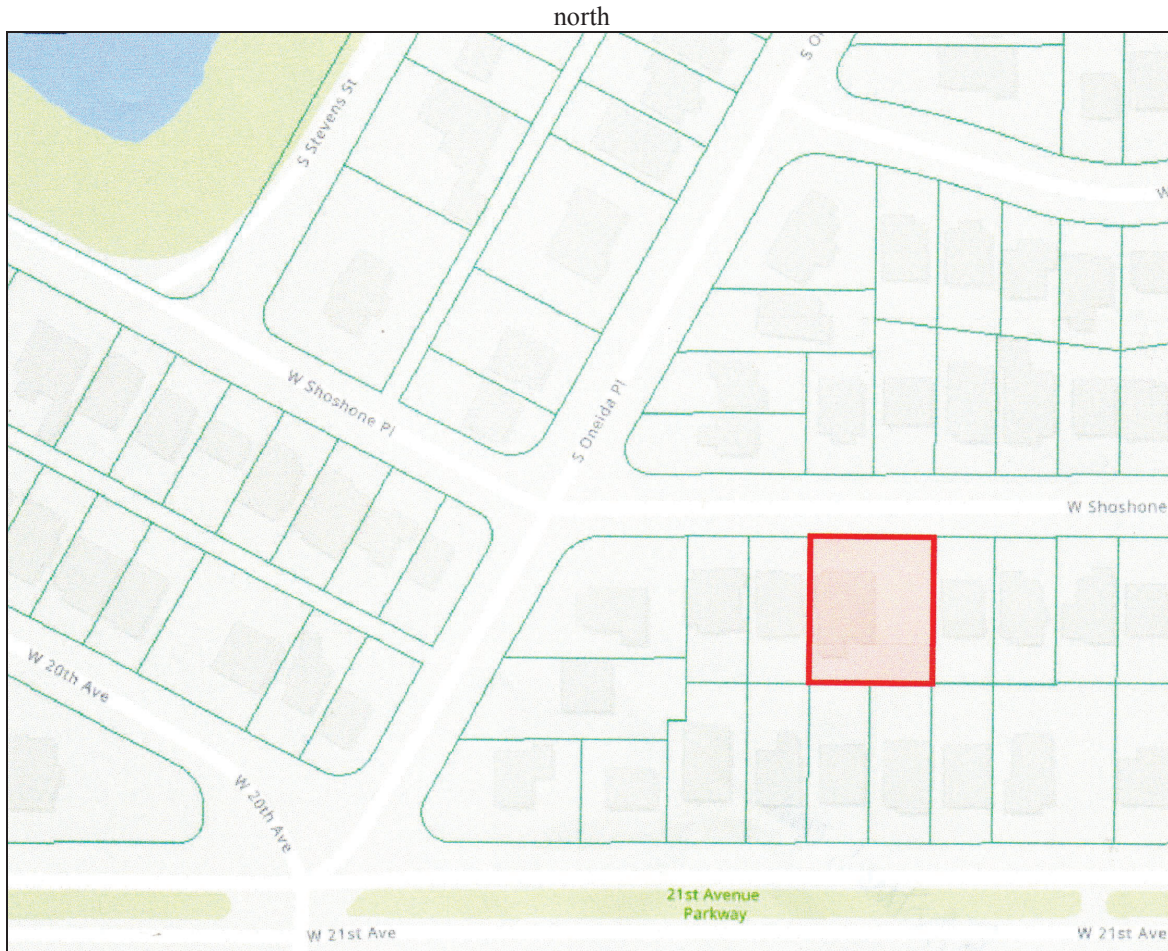 north
S O
S Stevens St
W
W Shoshone Pl
S Oneida Pl
W Shoshone
W 20th Ave
W 20th Ave
21st Avenue
Parkway
W 21st Ave
W 21st Ave